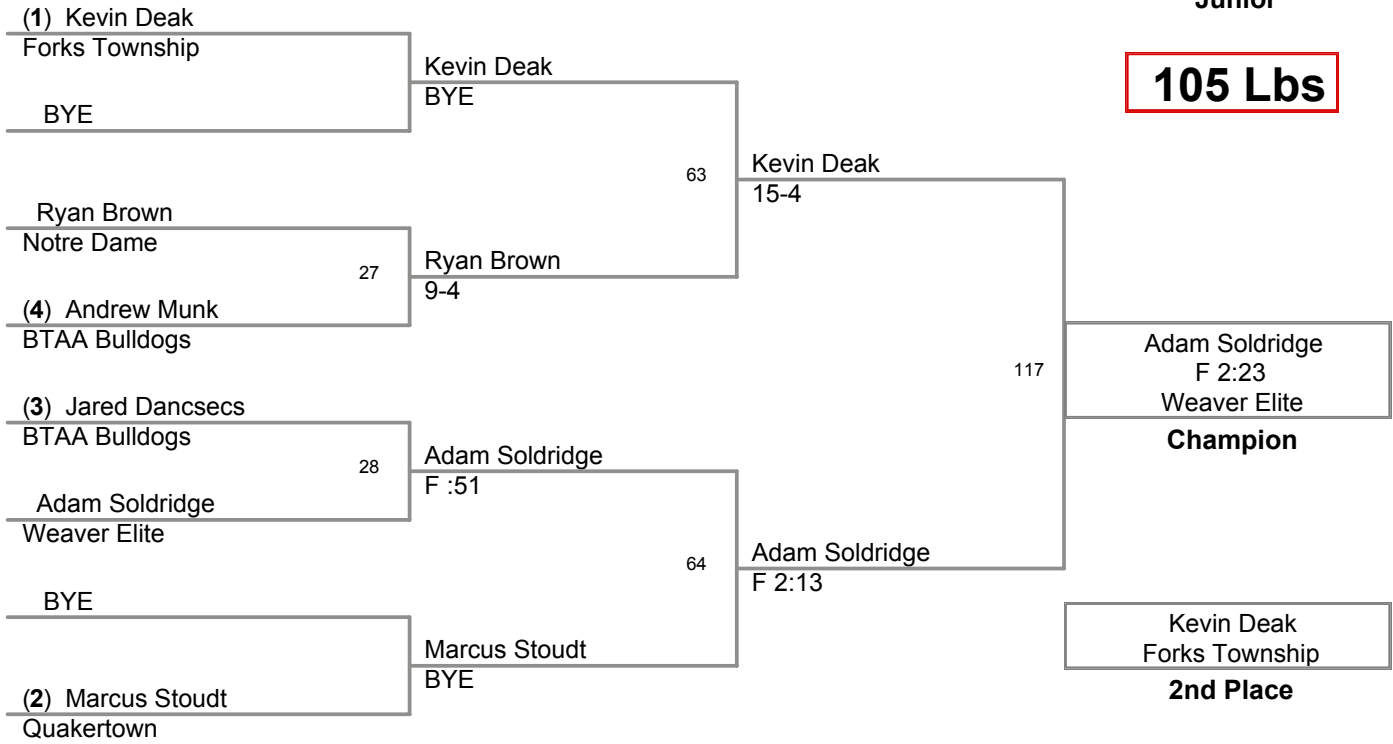 Junior
105 Lbs
(1) Kevin Deak
Forks Township
BYE
Ryan Brown
Notre Dame
27
(4) Andrew Munk
BTAA Bulldogs
(3) Jared Dancsecs
BTAA Bulldogs
28
Adam Soldridge
Weaver Elite
BYE
(2) Marcus Stoudt
Quakertown
Kevin Deak
BYE
63
Ryan Brown
9-4
Adam Soldridge
F :51
64
Marcus Stoudt
BYE
Kevin Deak
15-4
117
Adam Soldridge
F 2:13
Adam Soldridge
F 2:23
Weaver Elite
Champion
Kevin Deak
Forks Township
2nd Place